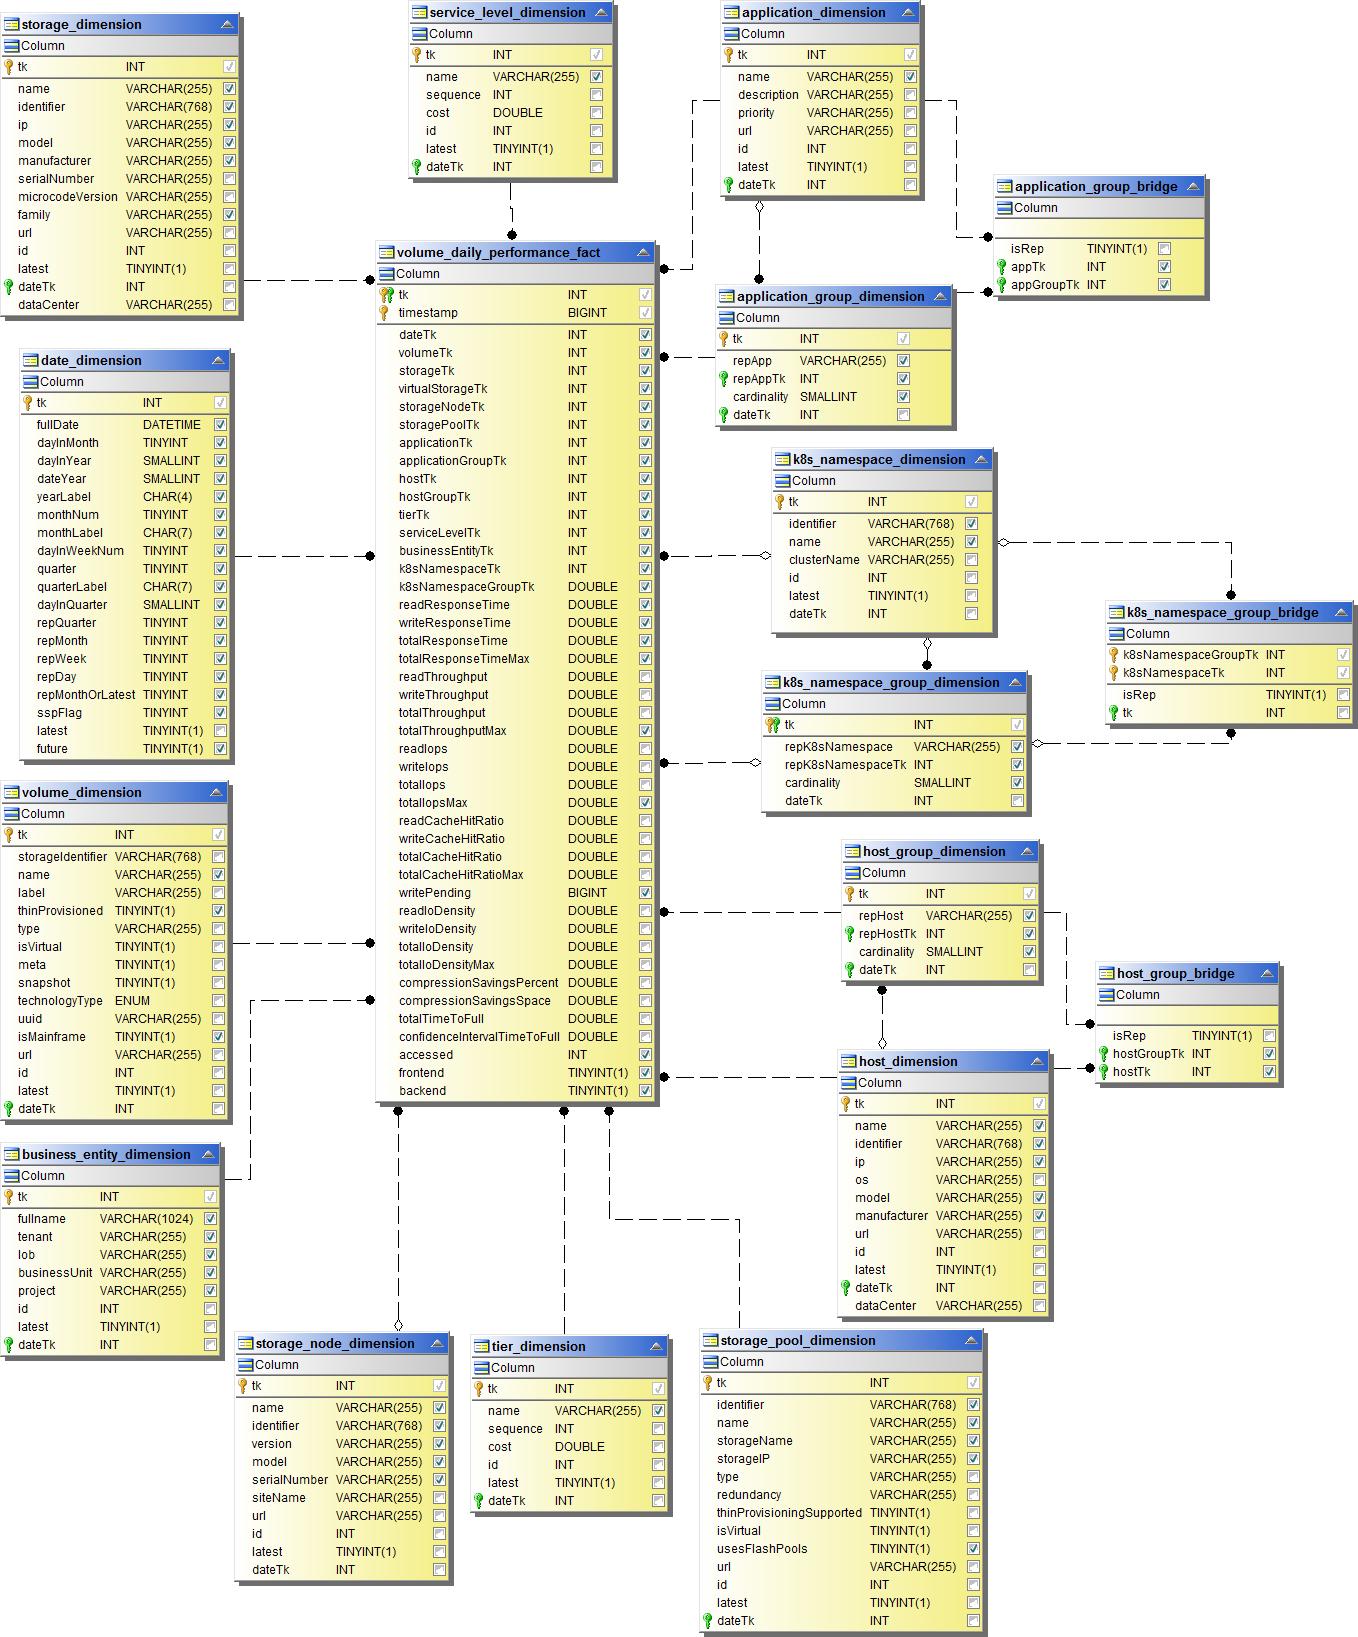 storage_dimension
Column
tk INT
name VARCHAR(255)
identifier VARCHAR(768)
ip VARCHAR(255)
model VARCHAR(255)
manufacturer VARCHAR(255)
serialNumber VARCHAR(255)
microcodeVersion VARCHAR(255)
family VARCHAR(255)
url VARCHAR(255)
id INT
latest TINYINT(1)
dateTk INT
dataCenter VARCHAR(255)
service_level_dimension
Column
tk INT
name VARCHAR(255)
sequence INT
cost DOUBLE
id INT
latest TINYINT(1)
dateTk INT
application_dimension
Column
tk INT
name VARCHAR(255)
description VARCHAR(255)
priority VARCHAR(255)
url VARCHAR(255)
id INT
latest TINYINT(1)
dateTk INT
application_group_bridge
Column
isRep TINYINT(1)
appTk INT
appGroupTk INT
volume_daily_performance_fact
Column
tk INT
timestamp BIGINT
dateTk INT
volumeTk INT
storageTk INT
virtualStorageTk INT
storageNodeTk INT
storagePoolTk INT
applicationTk INT
applicationGroupTk INT
hostTk INT
hostGroupTk INT
tierTk INT
serviceLevelTk INT
businessEntityTk INT
k8sNamespaceTk INT
k8sNamespaceGroupTk DOUBLE
readResponseTime DOUBLE
writeResponseTime DOUBLE
totalResponseTime DOUBLE
totalResponseTimeMax DOUBLE
readThroughput DOUBLE
writeThroughput DOUBLE
totalThroughput DOUBLE
totalThroughputMax DOUBLE
readIops DOUBLE
writeIops DOUBLE
totalIops DOUBLE
totalIopsMax DOUBLE
readCacheHitRatio DOUBLE
writeCacheHitRatio DOUBLE
totalCacheHitRatio DOUBLE
totalCacheHitRatioMax DOUBLE
writePending BIGINT
readIoDensity DOUBLE
writeIoDensity DOUBLE
totalIoDensity DOUBLE
totalIoDensityMax DOUBLE
compressionSavingsPercent DOUBLE
compressionSavingsSpace DOUBLE
totalTimeToFull DOUBLE
confidenceIntervalTimeToFull DOUBLE
accessed INT
frontend TINYINT(1)
backend TINYINT(1)
application_group_dimension
Column
tk INT
repApp VARCHAR(255)
repAppTk INT
cardinality SMALLINT
dateTk INT
date_dimension
Column
tk INT
fullDate DATETIME
dayInMonth TINYINT
dayInYear SMALLINT
dateYear SMALLINT
yearLabel CHAR(4)
monthNum TINYINT
monthLabel CHAR(7)
dayInWeekNum TINYINT
quarter TINYINT
quarterLabel CHAR(7)
dayInQuarter SMALLINT
repQuarter TINYINT
repMonth TINYINT
repWeek TINYINT
repDay TINYINT
repMonthOrLatest TINYINT
sspFlag TINYINT
latest TINYINT(1)
future TINYINT(1)
k8s_namespace_dimension
Column
tk INT
identifier VARCHAR(768)
name VARCHAR(255)
clusterName VARCHAR(255)
id INT
latest TINYINT(1)
dateTk INT
k8s_namespace_group_bridge
Column
k8sNamespaceGroupTk INT
k8sNamespaceTk INT
isRep TINYINT(1)
tk INT
k8s_namespace_group_dimension
Column
tk INT
repK8sNamespace VARCHAR(255)
repK8sNamespaceTk INT
cardinality SMALLINT
dateTk INT
volume_dimension
Column
tk INT
storageIdentifier VARCHAR(768)
name VARCHAR(255)
label VARCHAR(255)
thinProvisioned TINYINT(1)
type VARCHAR(255)
isVirtual TINYINT(1)
meta TINYINT(1)
snapshot TINYINT(1)
technologyType ENUM
uuid VARCHAR(255)
isMainframe TINYINT(1)
url VARCHAR(255)
id INT
latest TINYINT(1)
dateTk INT
host_group_dimension
Column
tk INT
repHost VARCHAR(255)
repHostTk INT
cardinality SMALLINT
dateTk INT
host_group_bridge
Column
isRep TINYINT(1)
hostGroupTk INT
hostTk INT
host_dimension
Column
tk INT
name VARCHAR(255)
identifier VARCHAR(768)
ip VARCHAR(255)
os VARCHAR(255)
model VARCHAR(255)
manufacturer VARCHAR(255)
url VARCHAR(255)
id INT
latest TINYINT(1)
dateTk INT
dataCenter VARCHAR(255)
business_entity_dimension
Column
tk INT
fullname VARCHAR(1024)
tenant VARCHAR(255)
lob VARCHAR(255)
businessUnit VARCHAR(255)
project VARCHAR(255)
id INT
latest TINYINT(1)
dateTk INT
storage_node_dimension
Column
tk INT
name VARCHAR(255)
identifier VARCHAR(768)
version VARCHAR(255)
model VARCHAR(255)
serialNumber VARCHAR(255)
siteName VARCHAR(255)
url VARCHAR(255)
id INT
latest TINYINT(1)
dateTk INT
tier_dimension
Column
tk INT
name VARCHAR(255)
sequence INT
cost DOUBLE
id INT
latest TINYINT(1)
dateTk INT
storage_pool_dimension
Column
tk INT
identifier VARCHAR(768)
name VARCHAR(255)
storageName VARCHAR(255)
storageIP VARCHAR(255)
type VARCHAR(255)
redundancy VARCHAR(255)
thinProvisioningSupported TINYINT(1)
isVirtual TINYINT(1)
usesFlashPools TINYINT(1)
url VARCHAR(255)
id INT
latest TINYINT(1)
dateTk INT